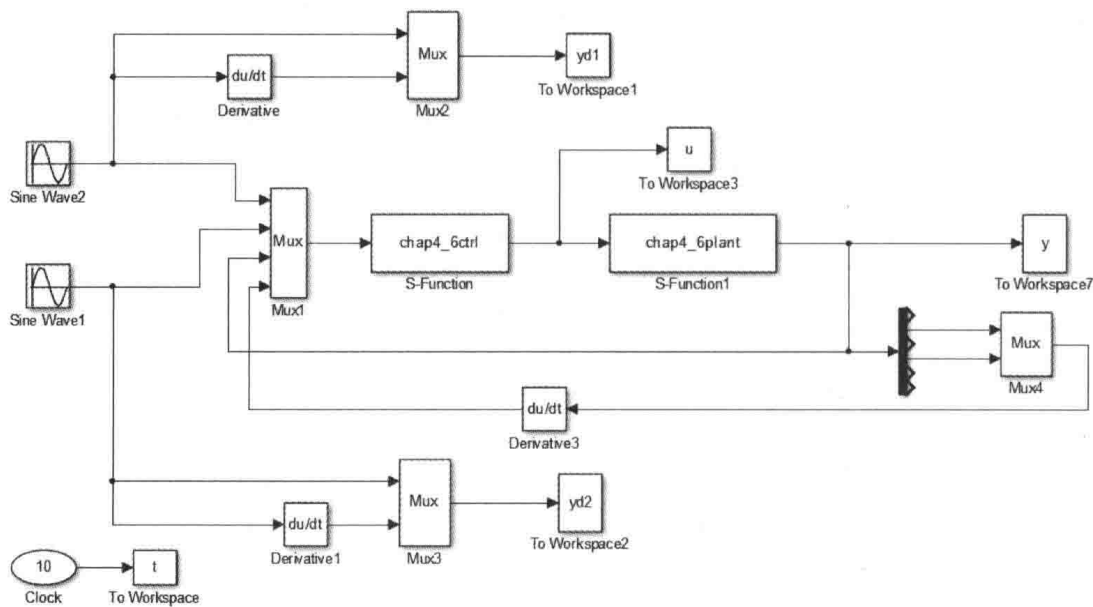 Mux
yd1
du/dt
To Workspace1
Derivative
Mux2
u
Sine Wave2
To Workspace3
Mux
chap4_6ctrl
chap4_6plant
y
S-Function
S-Function1
To Workspace7
Mux1
Sine Wave1
Mux
Mux4
du/dt
Derivative3
Mux
yd2
du/dt
To Workspace2
Derivative1
Mux3
10
t
Clock
To Workspace